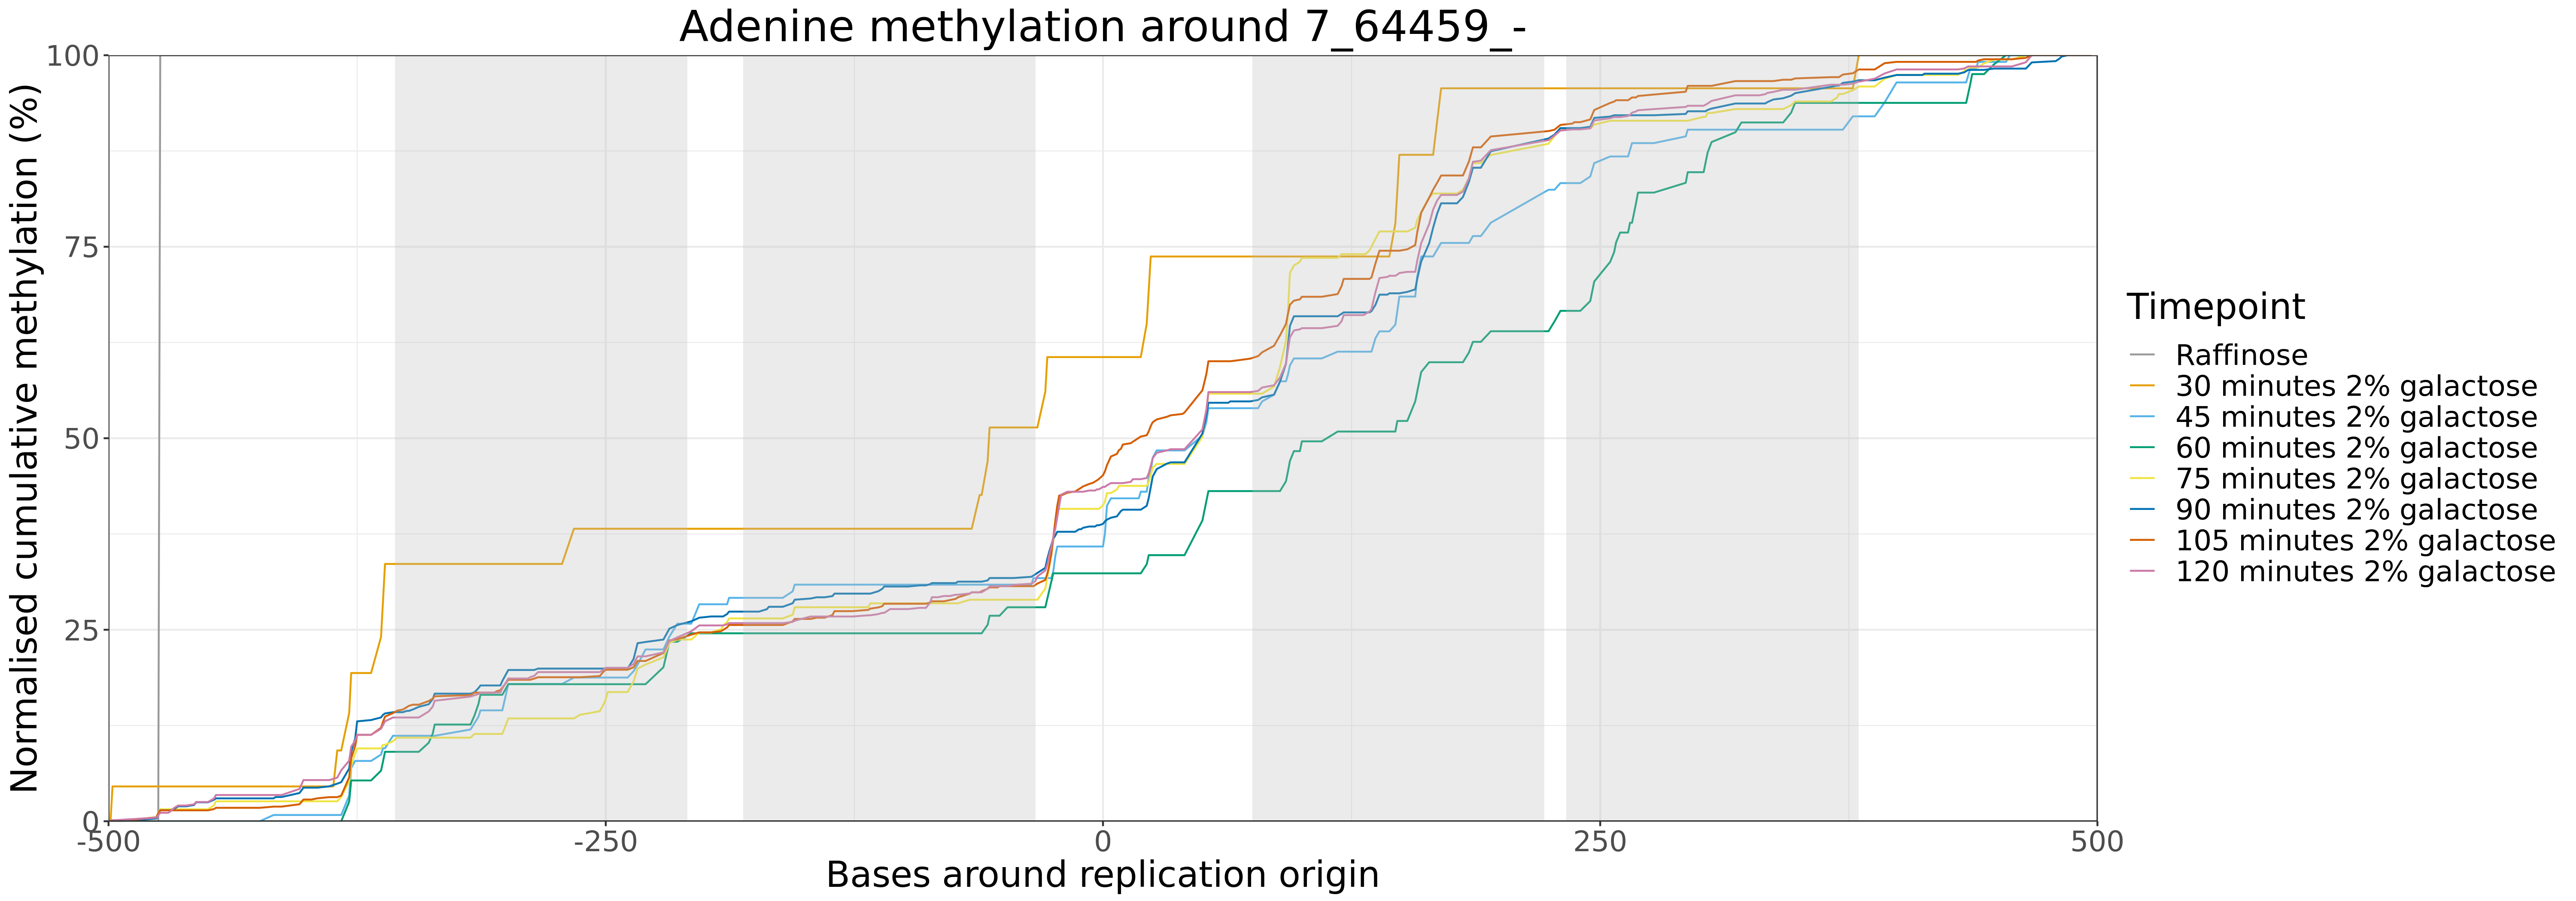 Adenine methylation around 7_64459_-
Normalised cumulative methylation (%)
100
75
50
25
0
-500
-250
0
250
500
Bases around replication origin
Timepoint
Raffinose
30 minutes 2% galactose
45 minutes 2% galactose
60 minutes 2% galactose
75 minutes 2% galactose
90 minutes 2% galactose
105 minutes 2% galactose
120 minutes 2% galactose